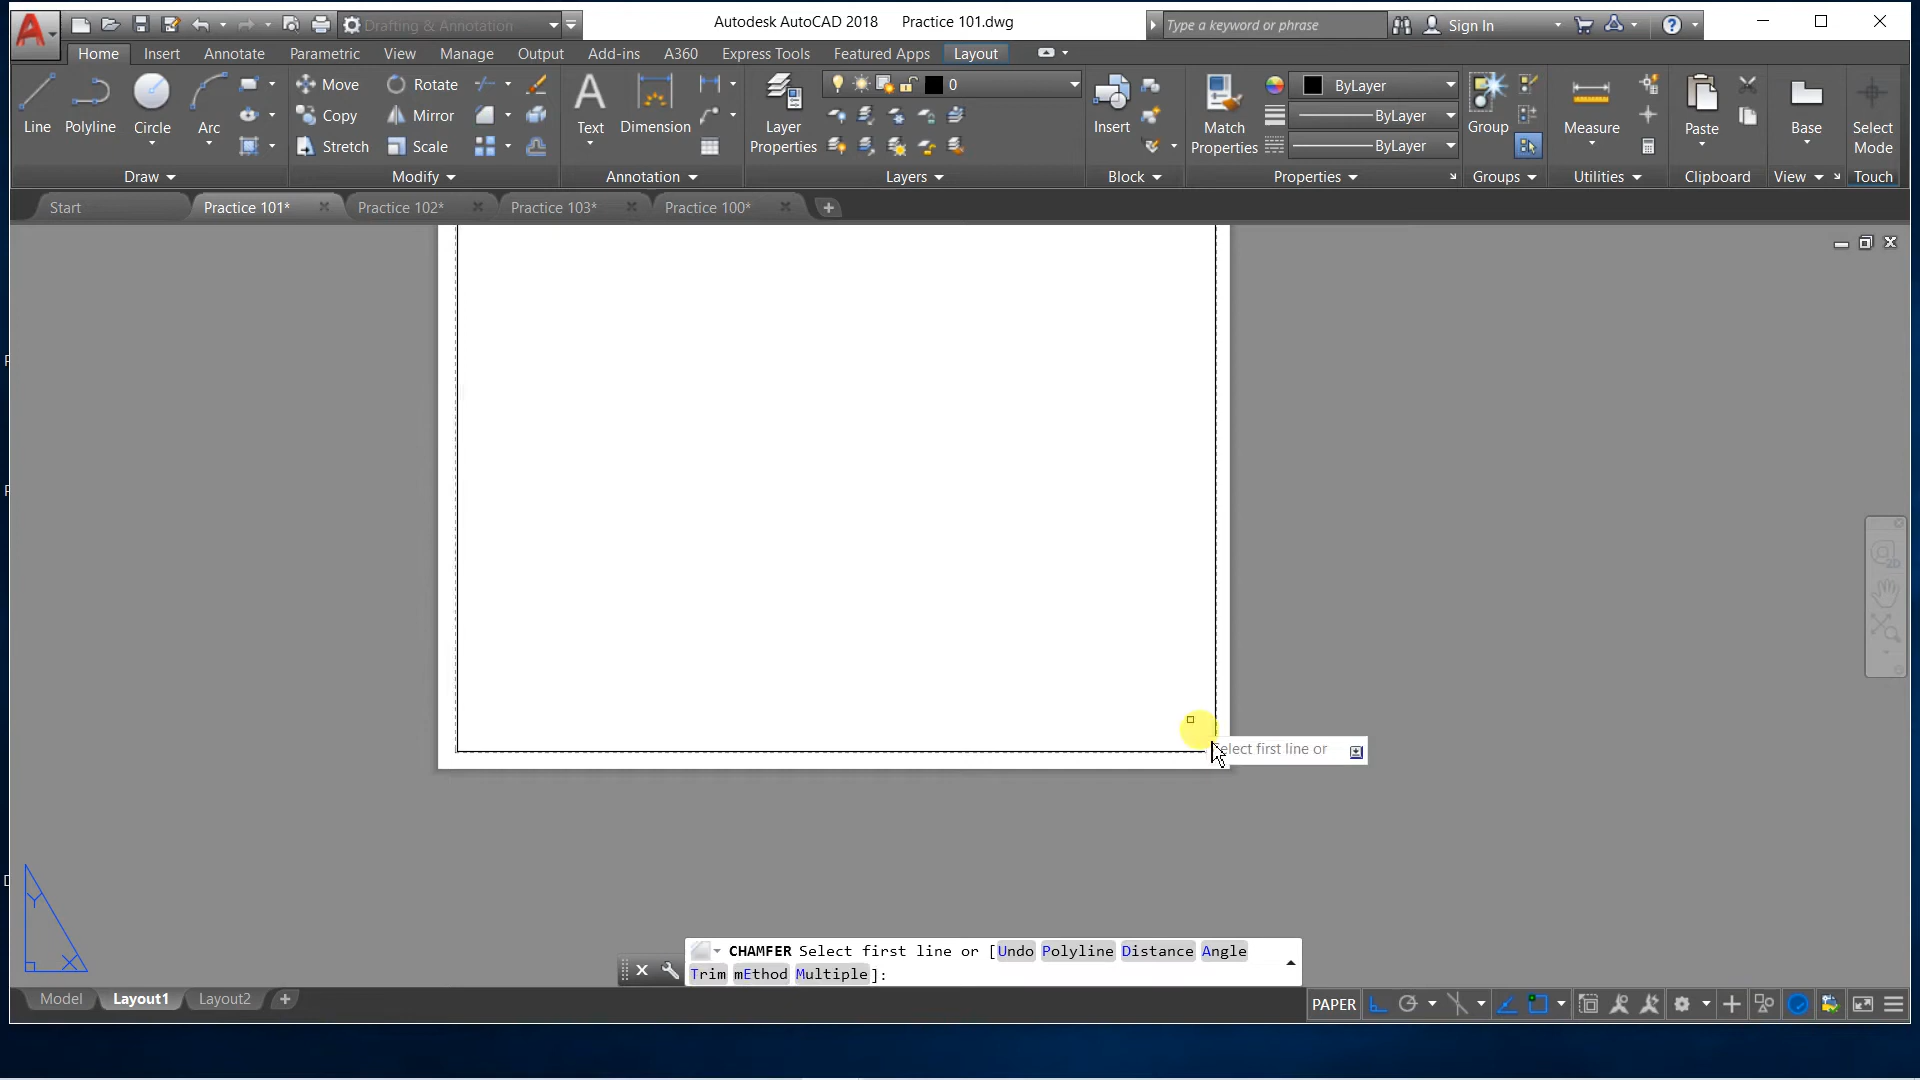 Drafting & Annotation
Autodesk AutoCAD 2018 Practice 101.dwg
Type a keyword or phrase
Sign In
Home Insert Annotate Parametric View Manage Output Add-ins A360 Express Tools Featured Apps Layout
Line Polyline Circle Arc
Move Rotate
Copy Mirror
Stretch Scale
Text Dimension
Layer Properties
0
Insert
Match Properties
ByLayer
ByLayer
ByLayer
Group
Measure
Paste
Base
Select Mode
Draw Modify Annotation Layers Block Properties Groups Utilities Clipboard View Touch
Start Practice 101* Practice 102* Practice 103* Practice 100*
2D
elect first line or
Y
X
CHAMFER Select first line or [Undo Polyline Distance Angle
Trim mEthod Multiple]:
Model Layout1 Layout2
PAPER